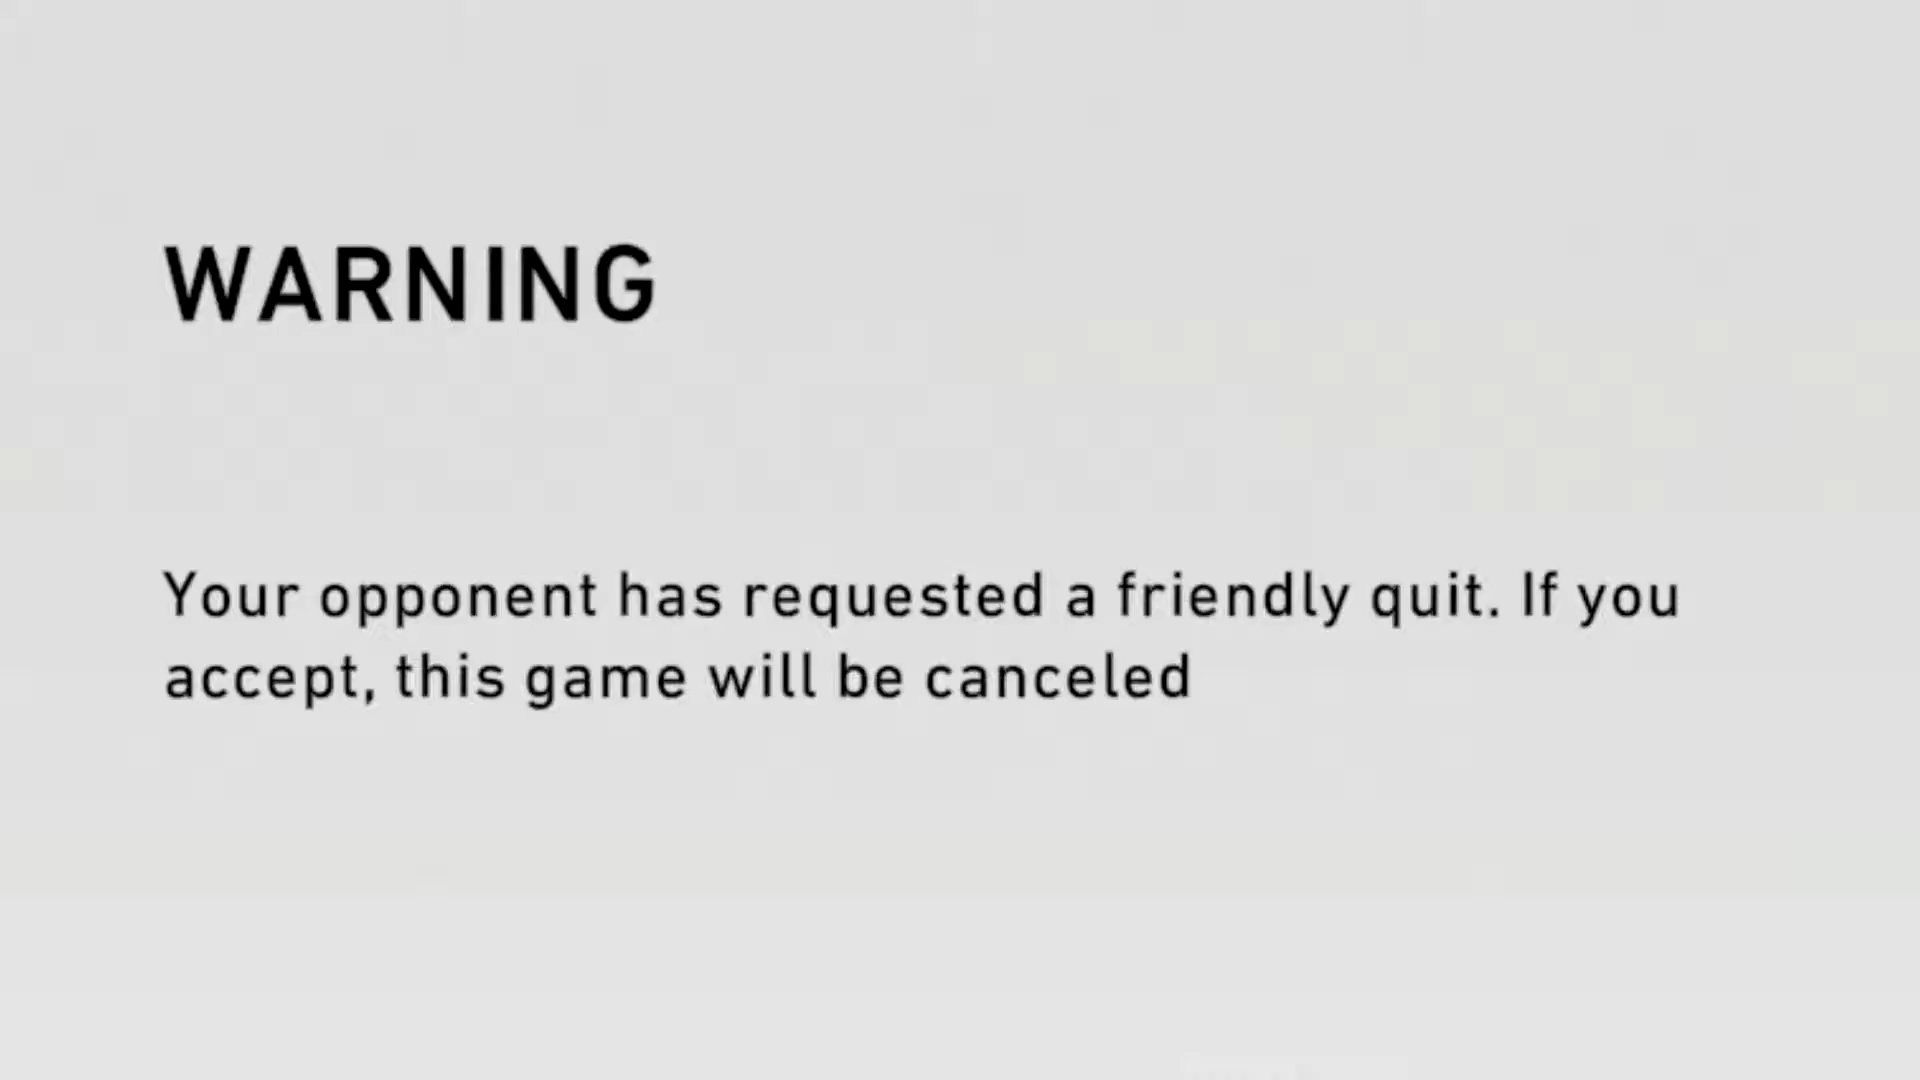 WARNING
Your opponent has requested a friendly quit. If you
accept, this game will be canceled